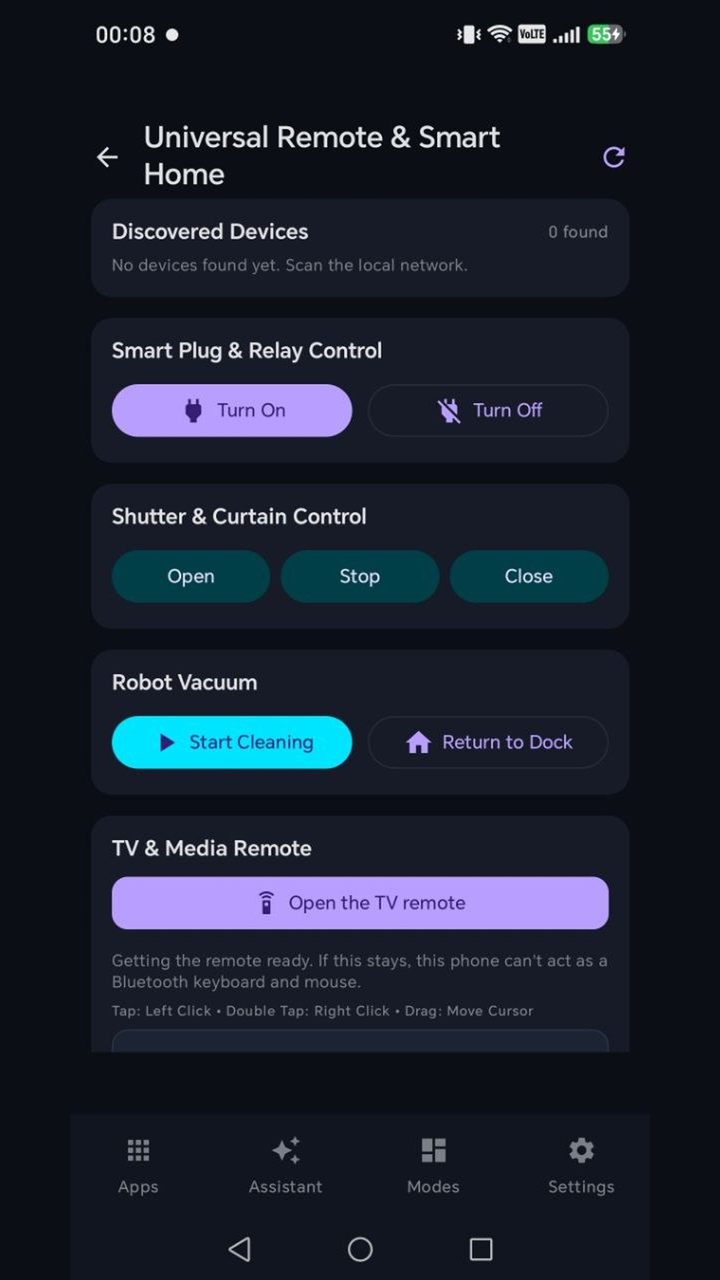 00:08
VoLTE
55
Universal Remote & Smart
Home
Discovered Devices
0 found
No devices found yet. Scan the local network.
Smart Plug & Relay Control
Turn On
Turn Off
Shutter & Curtain Control
Open
Stop
Close
Robot Vacuum
Start Cleaning
Return to Dock
TV & Media Remote
Open the TV remote
Getting the remote ready. If this stays, this phone can't act as a
Bluetooth keyboard and mouse.
Tap: Left Click • Double Tap: Right Click • Drag: Move Cursor
Apps
Assistant
Modes
Settings